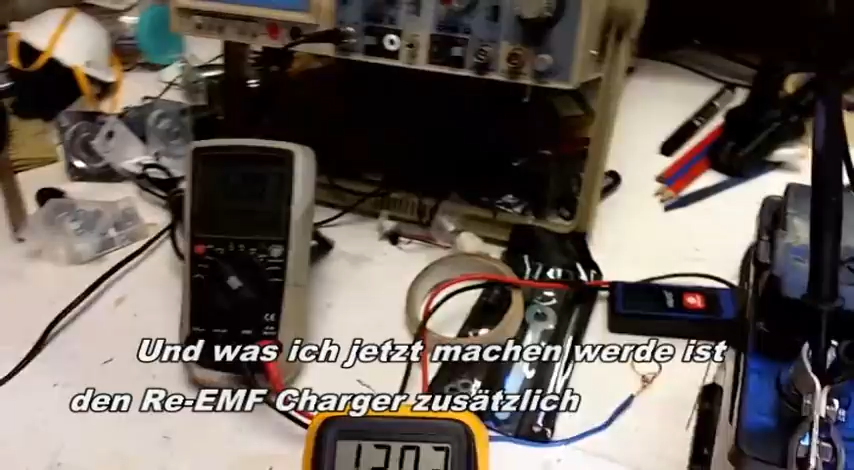 Und was ich jetzt machen werde ist
den Re-EMF Charger zusätzlich